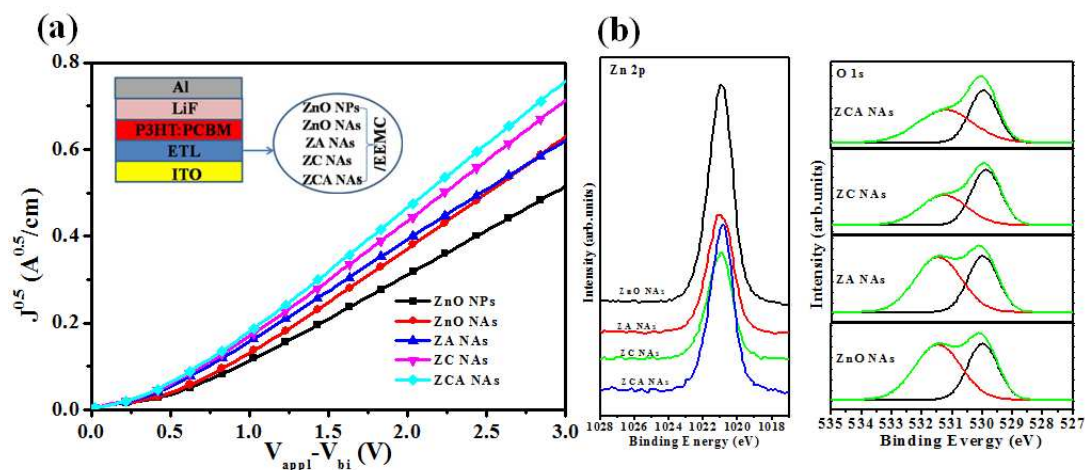 (a)
0.8
0.6
0.4
0.2
0.0
J^0.5 (A^0.5/cm)
Al
LiF
P3HT:PCBM
ETL
ITO
ZnO NPs
ZnO NAs
ZA NAs
ZC NAs
ZCA NAs
/EEMC
ZnO NPs
ZnO NAs
ZA NAs
ZC NAs
ZCA NAs
0.0 0.5 1.0 1.5 2.0 2.5 3.0
V_appl-V_bi (V)
(b)
Zn 2p
Intensity (arb.units)
ZnO NAs
ZA NAs
ZC NAs
ZCA NAs
1028 1026 1024 1022 1020 1018
Binding Energy (eV)
O 1s
ZCA NAs
ZC NAs
ZA NAs
ZnO NAs
Intensity (arb.units)
535 534 533 532 531 530 529 528 527
Binding Evergy (eV)